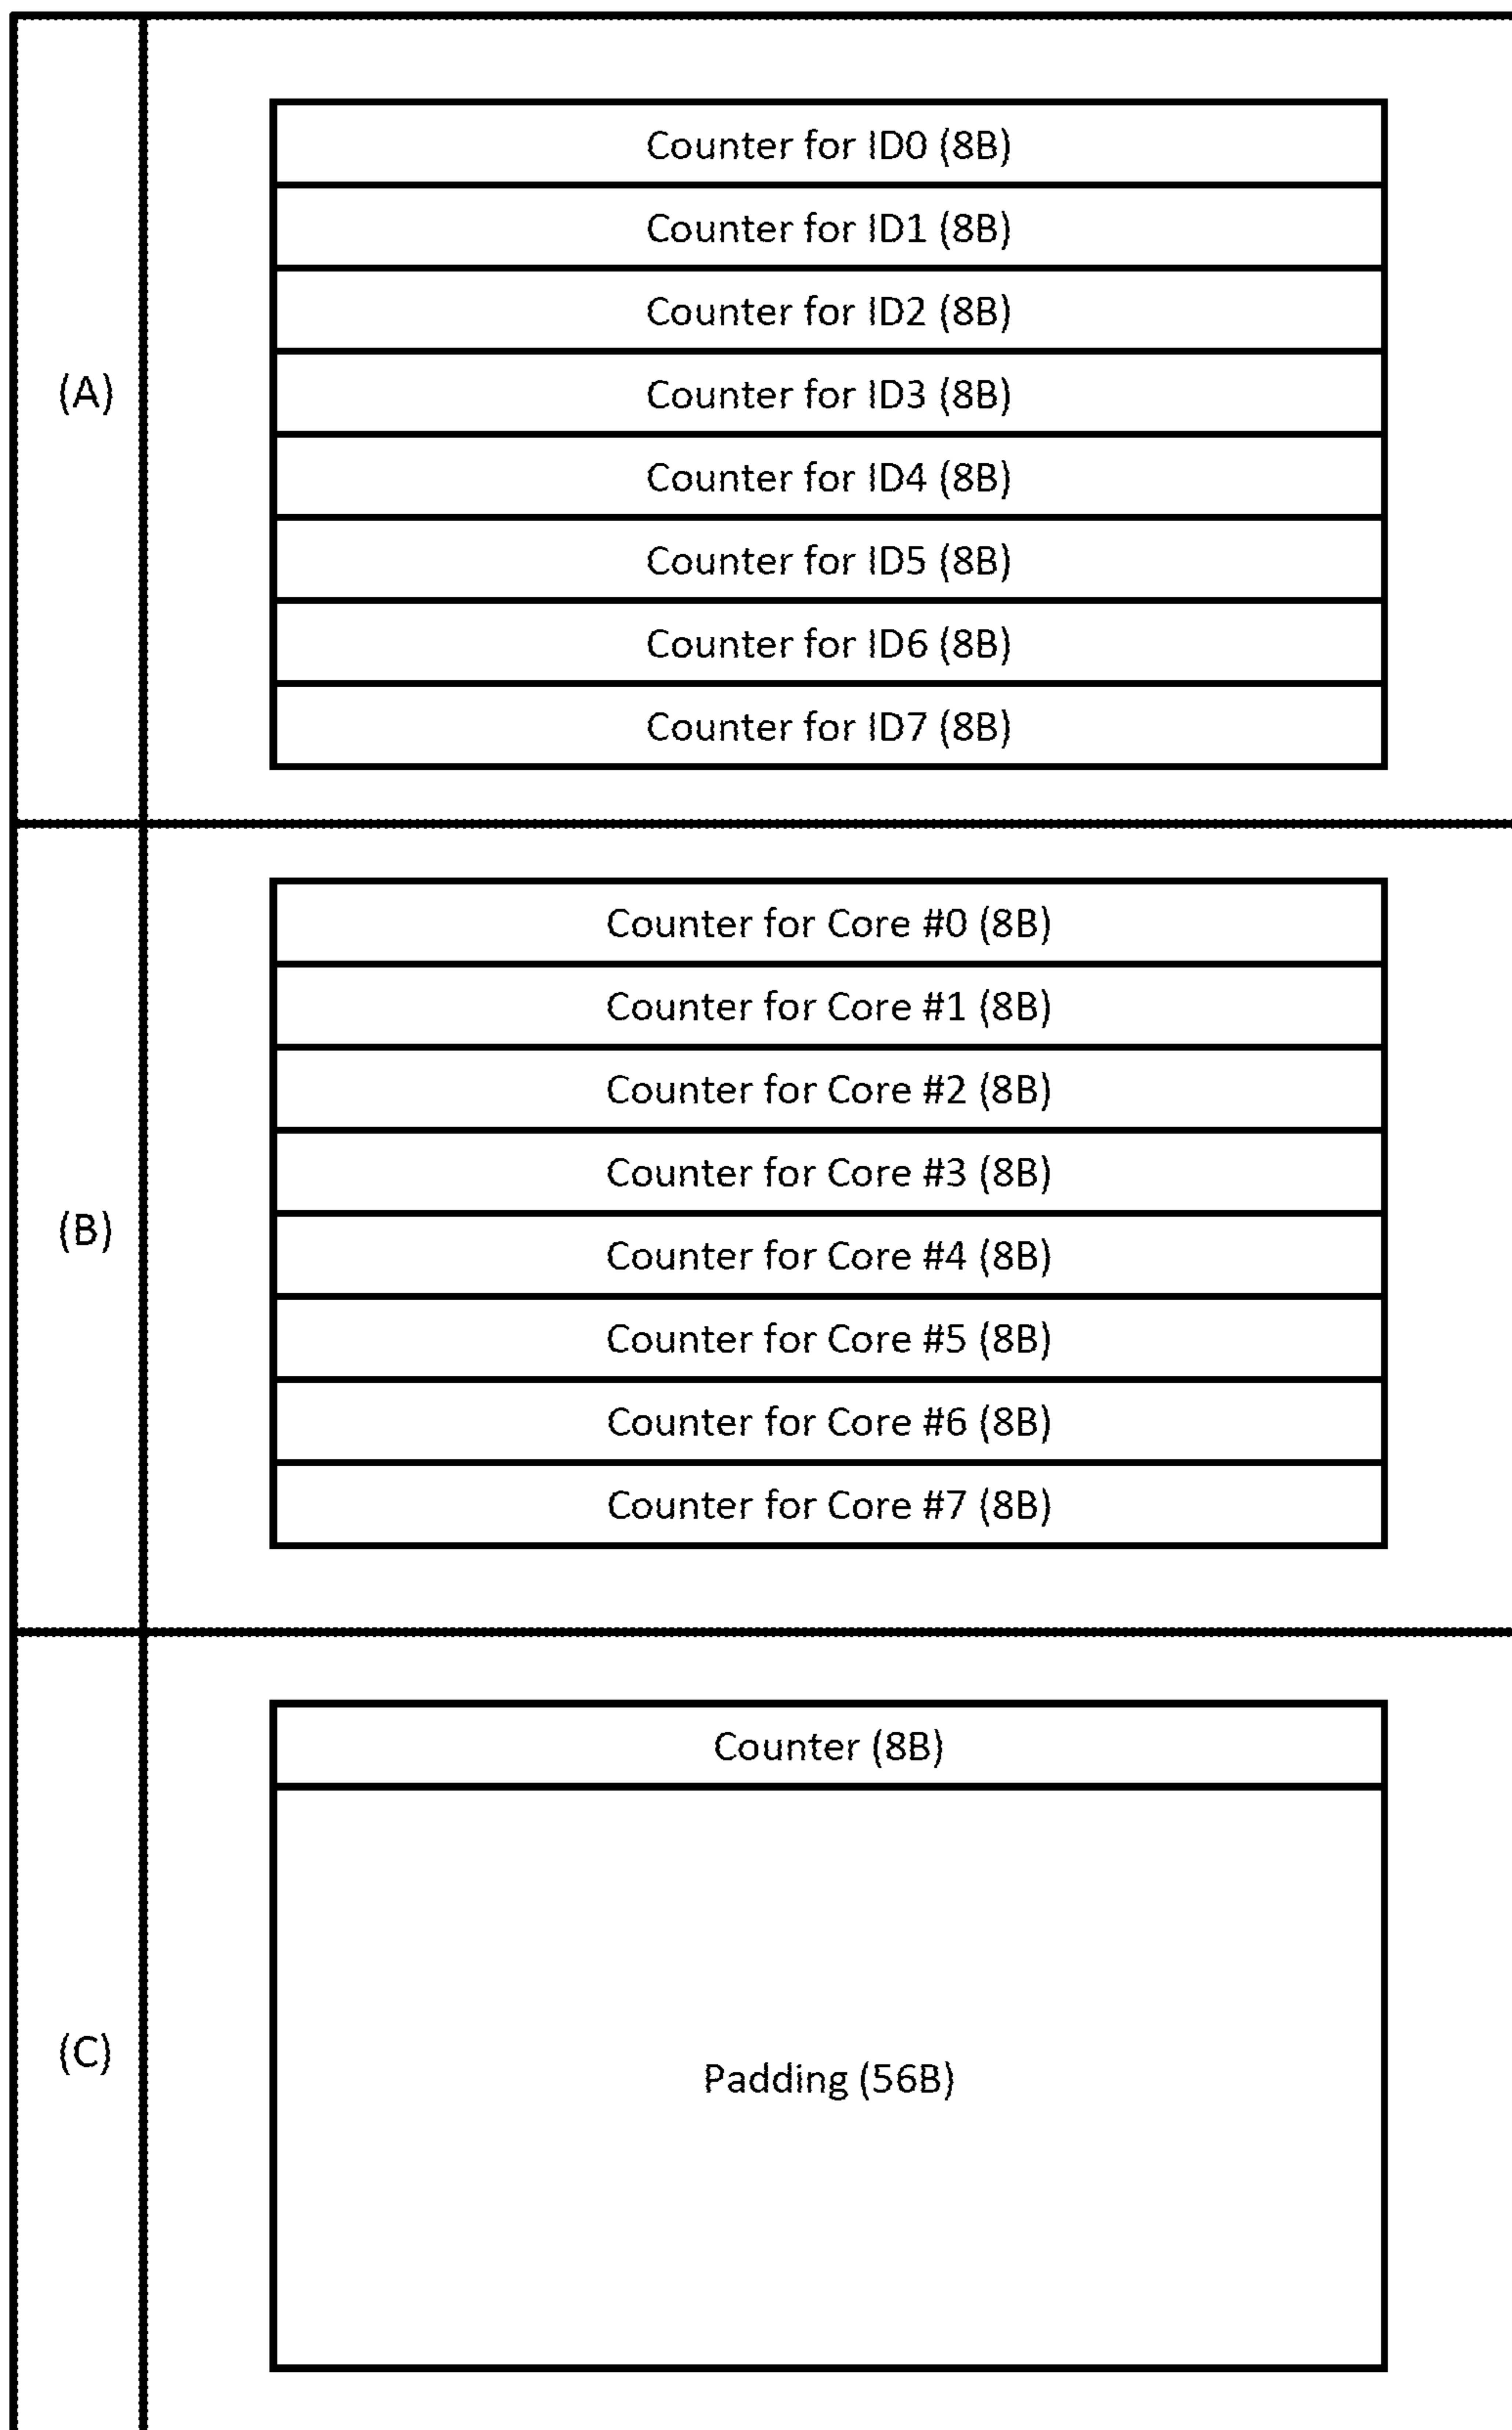 (A)
Counter for ID0 (8B)
Counter for ID1 (8B)
Counter for ID2 (8B)
Counter for ID3 (8B)
Counter for ID4 (8B)
Counter for ID5 (8B)
Counter for ID6 (8B)
Counter for ID7 (8B)
(B)
Counter for Core #0 (8B)
Counter for Core #1 (8B)
Counter for Core #2 (8B)
Counter for Core #3 (8B)
Counter for Core #4 (8B)
Counter for Core #5 (8B)
Counter for Core #6 (8B)
Counter for Core #7 (8B)
(C)
Counter (8B)
Padding (56B)